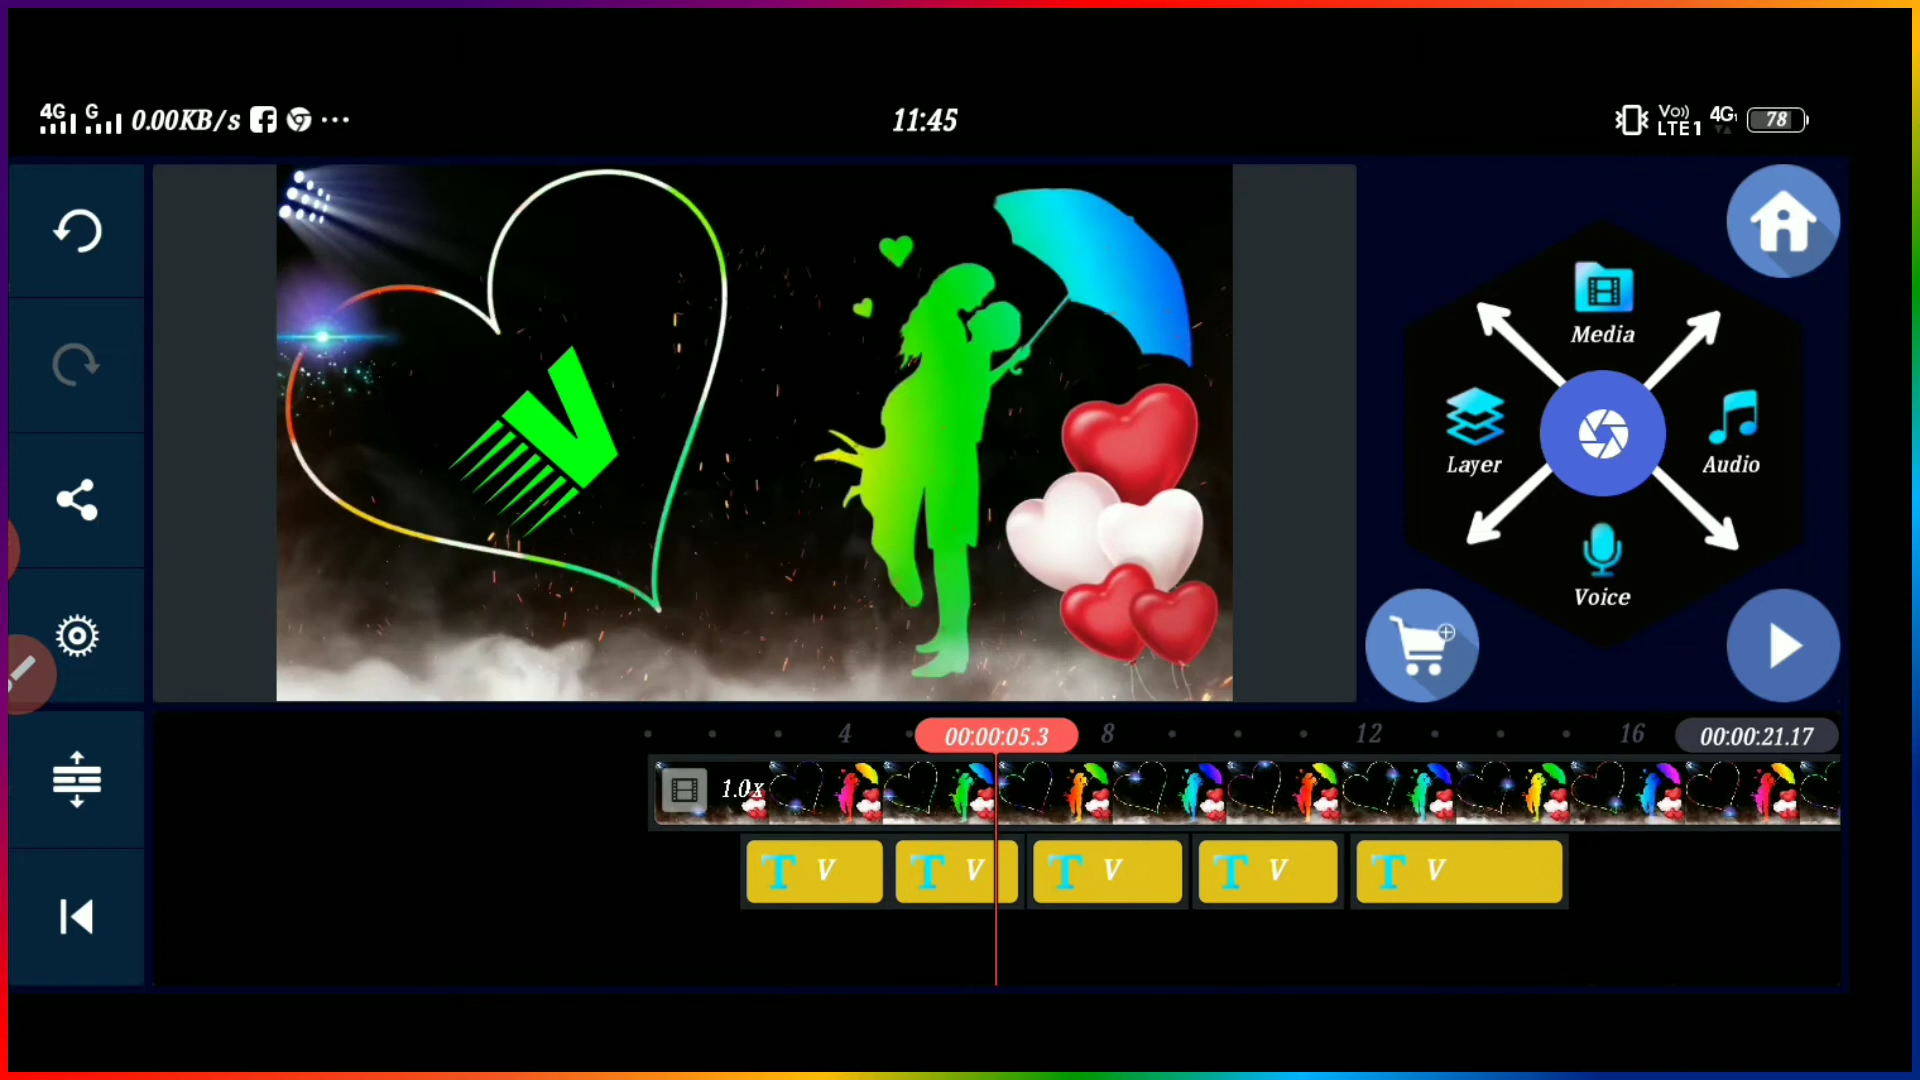 4G G 0.00KB/s
11:45
Vo)) LTE1 4G 78
V
Media
Layer
Audio
Voice
4 8 12 16
00:00:05.3
00:00:21.17
1.0x
T V
T V
T V
T V
T V